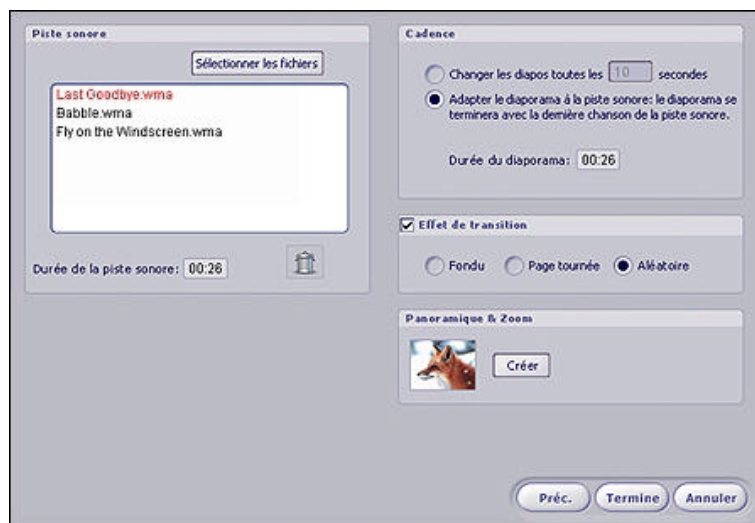 Piste sonore
Sélectionner les fichiers
Last Goodbye.wma
Babble.wma
Fly on the Windscreen.wma
Durée de la piste sonore: 00:26
Cadence
Changer les diapos toutes les 10 secondes
Adapter le diaporama á la piste sonore: le diaporama se
terminera avec la dernière chanson de la piste sonore.
Durée du diaporama: 00:26
Effet de transition
Fondu Page tournée Aléatoire
Panoramique & Zoom
Créer
Préc. Termine Annuler